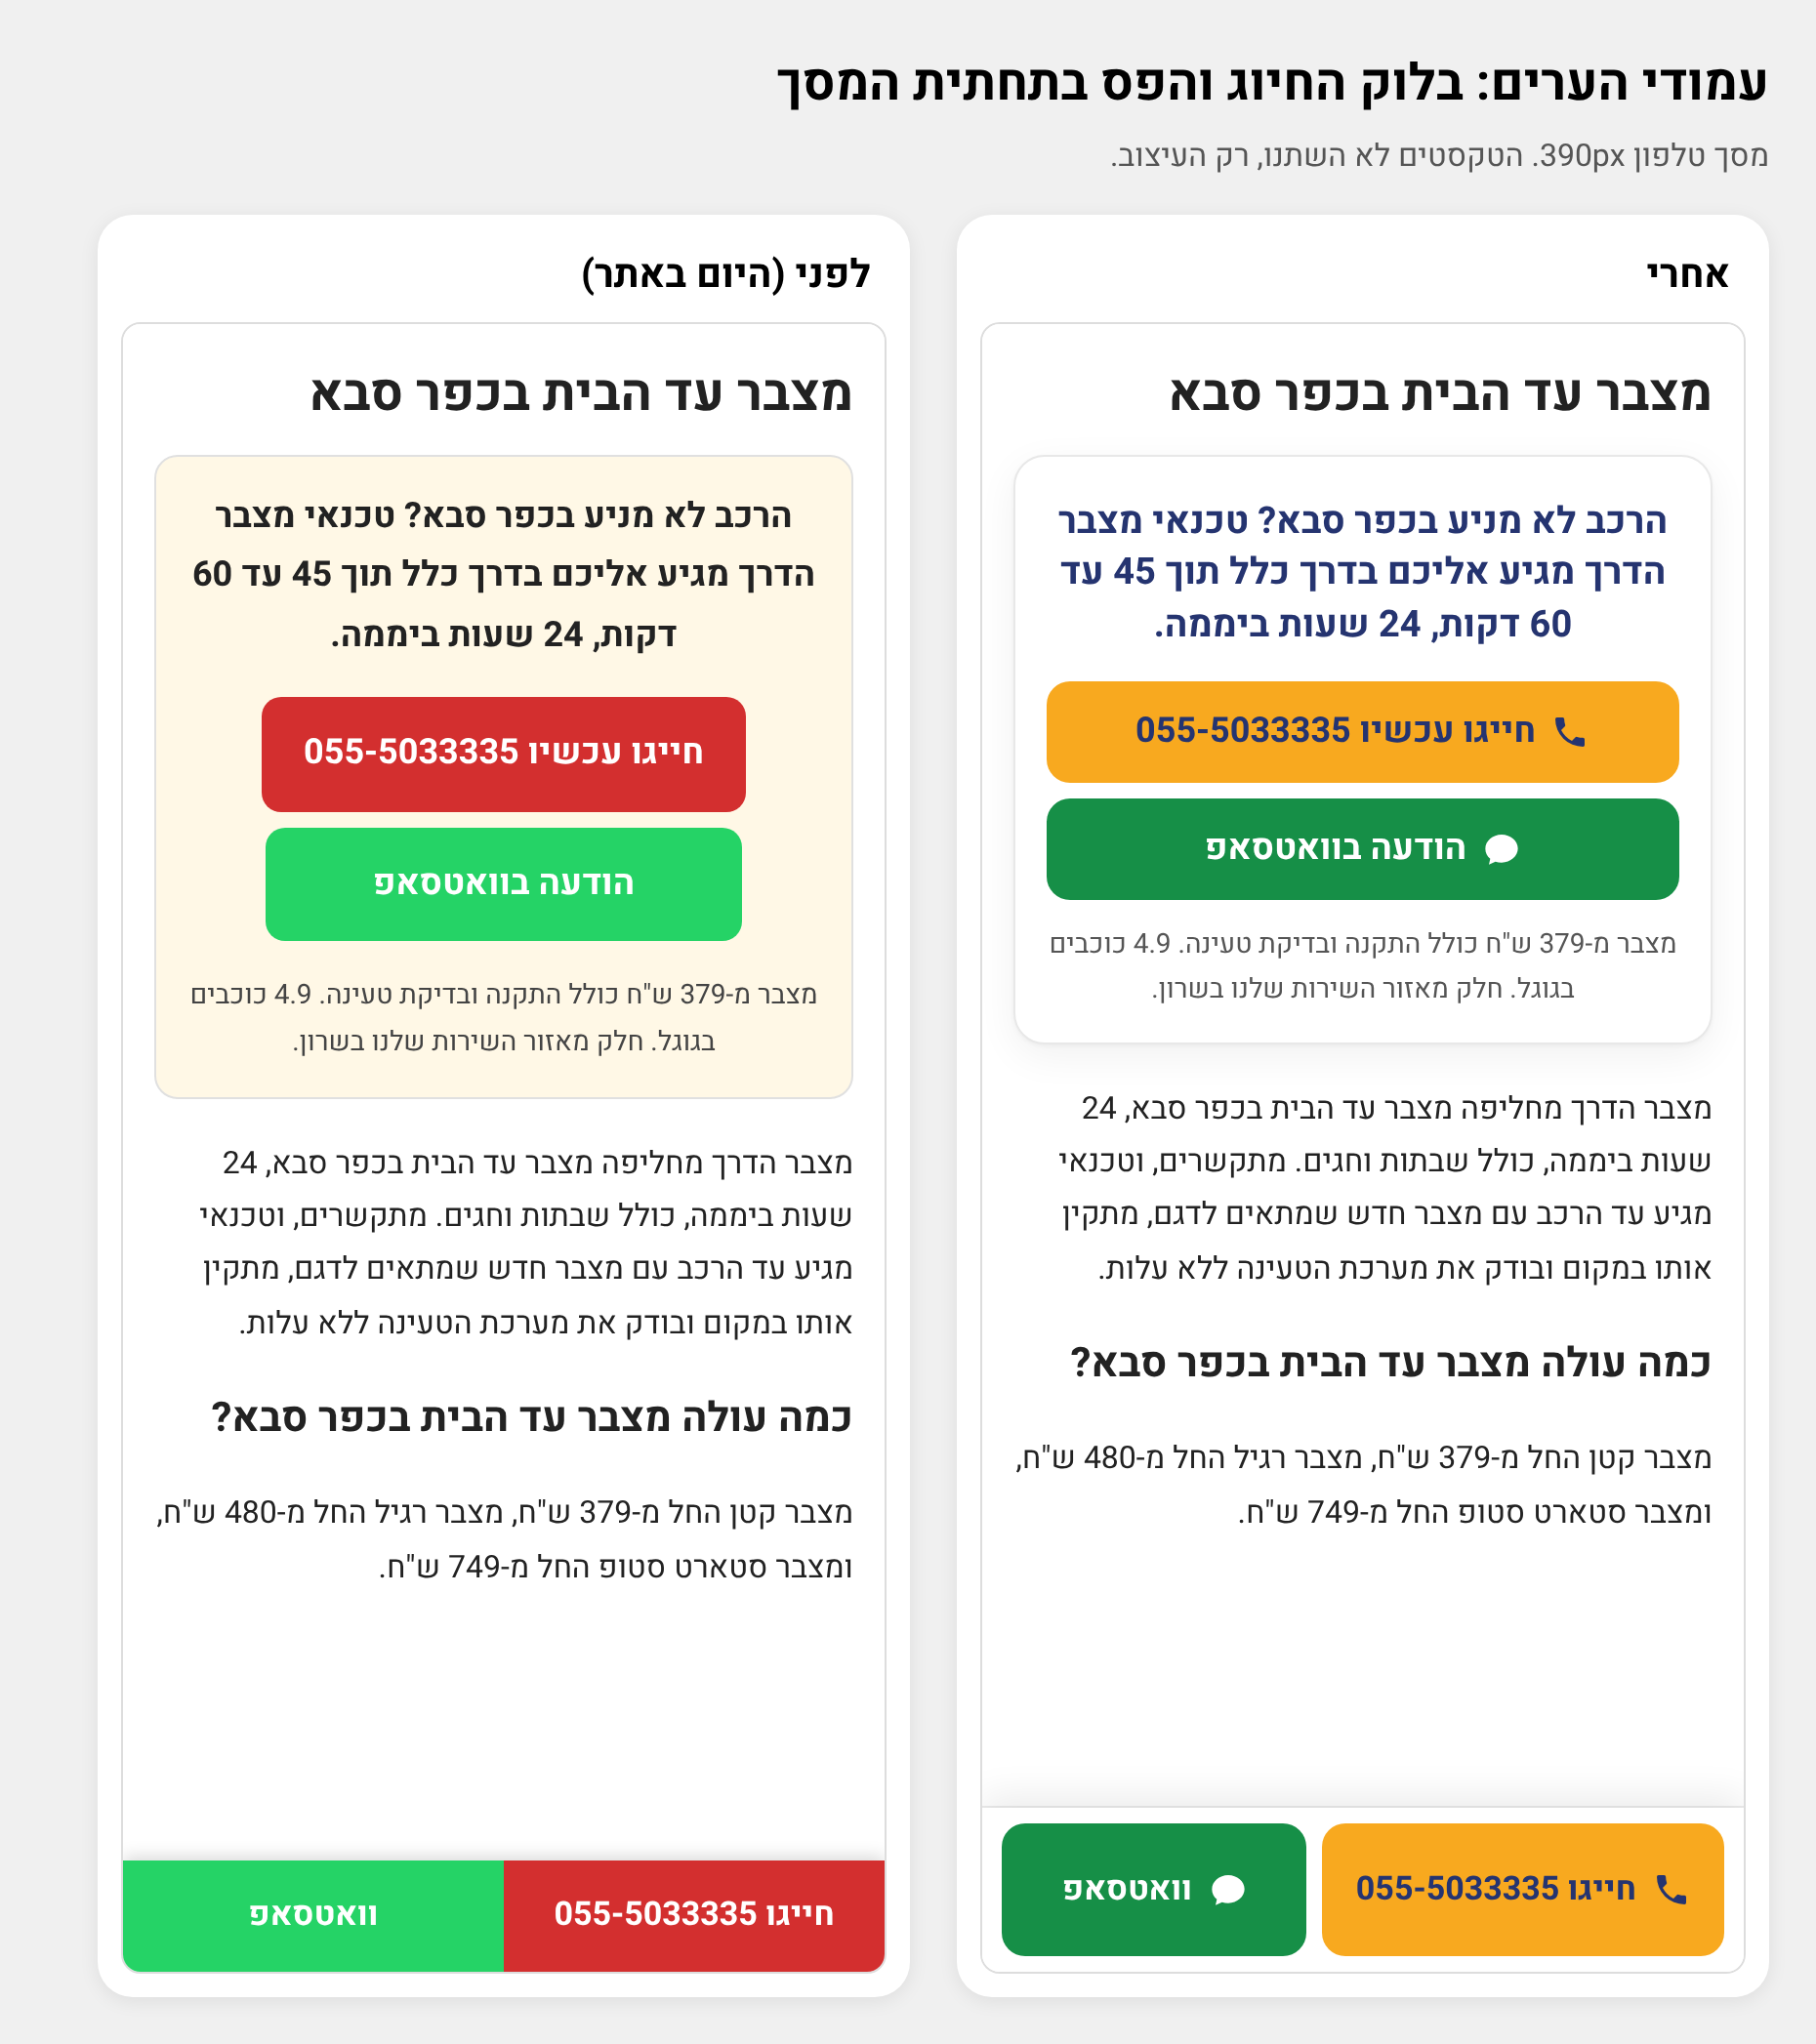 עמודי הערים: בלוק החיוג והפס בתחתית המסך
מסך טלפון 390px. הטקסטים לא השתנו, רק העיצוב.
אחרי
מצבר עד הבית בכפר סבא
הרכב לא מניע בכפר סבא? טכנאי מצבר
הדרך מגיע אליכם בדרך כלל תוך 45 עד
60 דקות, 24 שעות ביממה.
חייגו עכשיו 055-5033335
הודעה בוואטסאפ
מצבר מ-379 ש"ח כולל התקנה ובדיקת טעינה. 4.9 כוכבים
בגוגל. חלק מאזור השירות שלנו בשרון.
מצבר הדרך מחליפה מצבר עד הבית בכפר סבא, 24
שעות ביממה, כולל שבתות וחגים. מתקשרים, וטכנאי
מגיע עד הרכב עם מצבר חדש שמתאים לדגם, מתקין
אותו במקום ובודק את מערכת הטעינה ללא עלות.
כמה עולה מצבר עד הבית בכפר סבא?
מצבר קטן החל מ-379 ש"ח, מצבר רגיל החל מ-480 ש"ח,
ומצבר סטארט סטופ החל מ-749 ש"ח.
חייגו 055-5033335
וואטסאפ
לפני (היום באתר)
מצבר עד הבית בכפר סבא
הרכב לא מניע בכפר סבא? טכנאי מצבר
הדרך מגיע אליכם בדרך כלל תוך 45 עד 60
דקות, 24 שעות ביממה.
חייגו עכשיו 055-5033335
הודעה בוואטסאפ
מצבר מ-379 ש"ח כולל התקנה ובדיקת טעינה. 4.9 כוכבים
בגוגל. חלק מאזור השירות שלנו בשרון.
מצבר הדרך מחליפה מצבר עד הבית בכפר סבא, 24
שעות ביממה, כולל שבתות וחגים. מתקשרים, וטכנאי
מגיע עד הרכב עם מצבר חדש שמתאים לדגם, מתקין
אותו במקום ובודק את מערכת הטעינה ללא עלות.
כמה עולה מצבר עד הבית בכפר סבא?
מצבר קטן החל מ-379 ש"ח, מצבר רגיל החל מ-480 ש"ח,
ומצבר סטארט סטופ החל מ-749 ש"ח.
חייגו 055-5033335
וואטסאפ